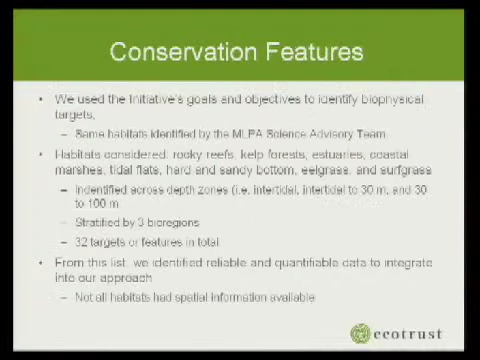 Conservation Features
• We used the Initiative's goals and objectives to identify biophysical
targets,
– Same habitats identified by the MLPA Science Advisory Team
• Habitats considered: rocky reefs, kelp forests, estuaries, coastal
marshes, tidal flats, hard and sandy bottom, eelgrass, and surfgrass
– Indentified across depth zones (i.e. intertidal, intertidal to 30 m, and 30
to 100 m
– Stratified by 3 bioregions
– 32 targets or features in total
• From this list, we identified reliable and quantifiable data to integrate
into our approach
– Not all habitats had spatial information available
ecotrust